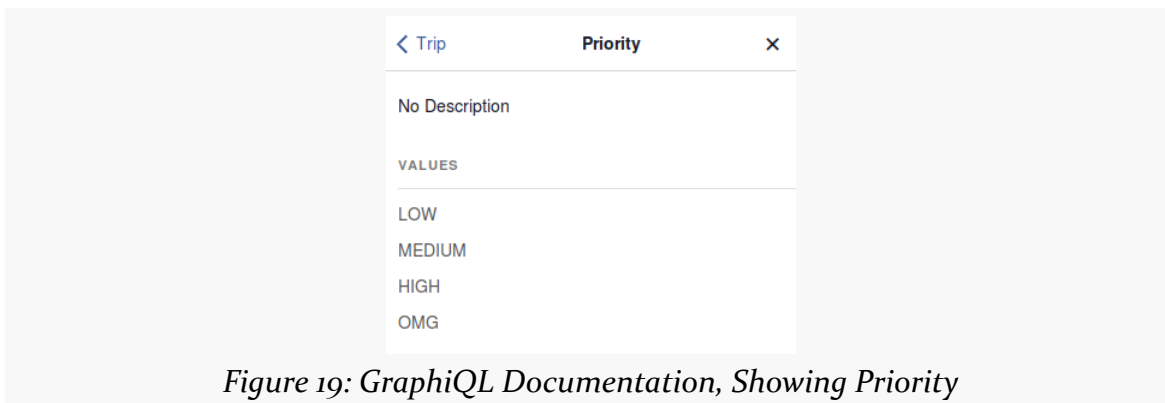 Trip Priority ×
No Description
VALUES
LOW
MEDIUM
HIGH
OMG
Figure 19: GraphiQL Documentation, Showing Priority